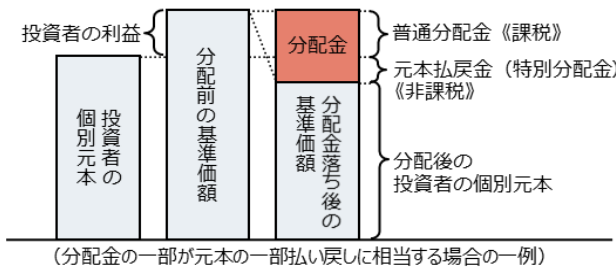 投資者の利益
投資者の
個別元本
分配前の基準価額
分配金
分配金落ち後の
基準価額
普通分配金《課税》
元本払戻金（特別分配金）
《非課税》
分配後の
投資者の個別元本
（分配金の一部が元本の一部払い戻しに相当する場合の一例）